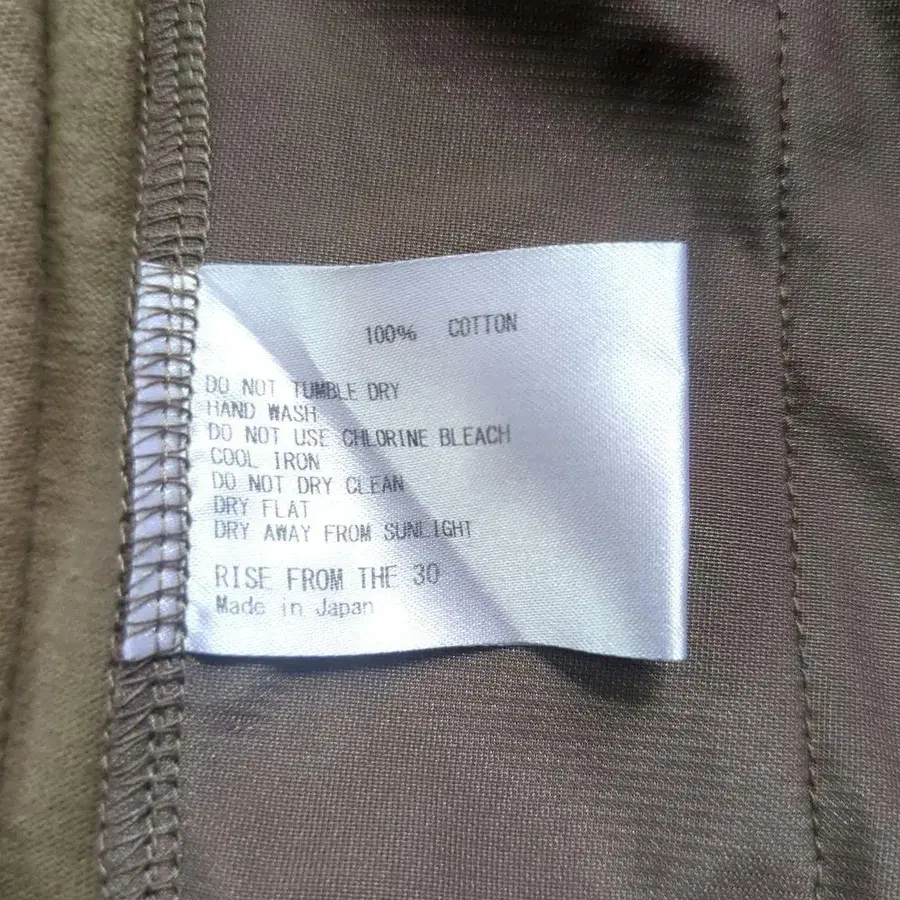 100% COTTON
DO NOT TUMBLE DRY
HAND WASH
DO NOT USE CHLORINE BLEACH
COOL IRON
DO NOT DRY CLEAN
DRY FLAT
DRY AWAY FROM SUNLIGHT
RISE FROM THE 30
Made in Japan